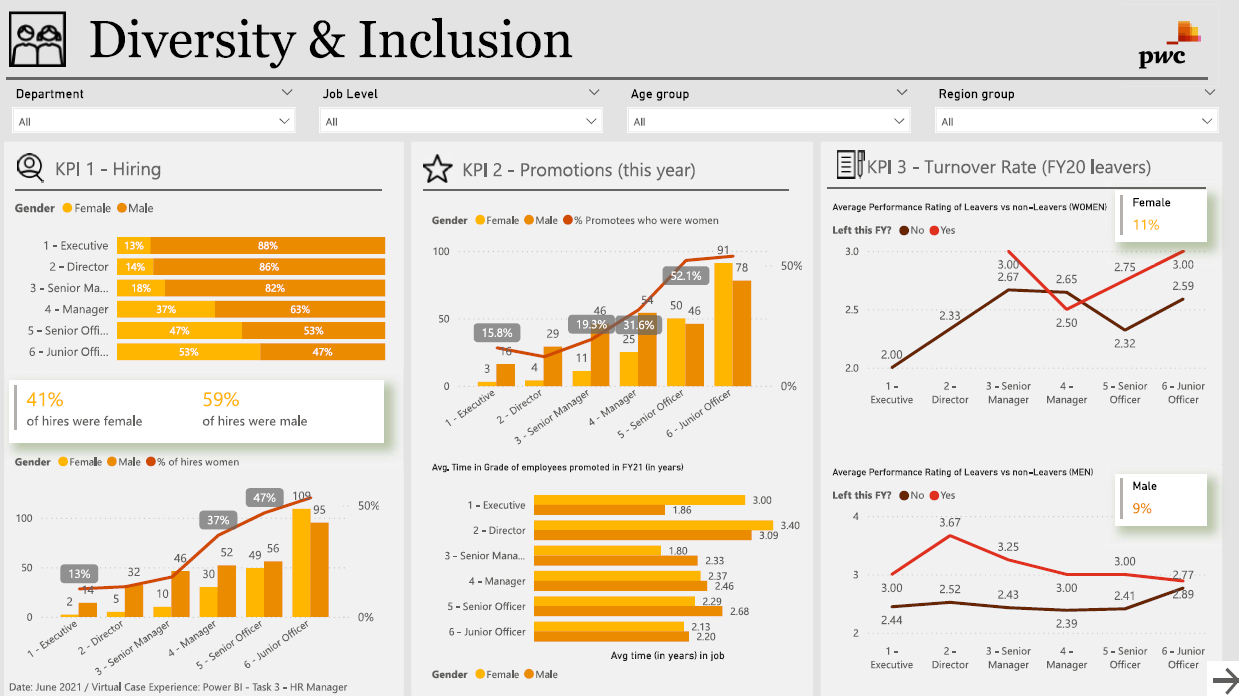 Diversity & Inclusion
pwc
Department
Job Level
Age group
Region group
All
All
All
All
KPI 1 - Hiring
Gender Female Male
1 - Executive 13% 88%
2 - Director 14% 86%
3 - Senior Ma... 18% 82%
4 - Manager 37% 63%
5 - Senior Offi... 47% 53%
6 - Junior Offi... 53% 47%
41% 59%
of hires were female of hires were male
Gender Female Male % of hires women
100
50
0
50%
0%
2 14 13%
5 32
10 46
30 52 37%
49 56 47%
109 95
1 - Executive
2 - Director
3 - Senior Manager
4 - Manager
5 - Senior Officer
6 - Junior Officer
Date: June 2021 / Virtual Case Experience: Power BI - Task 3 - HR Manager
KPI 2 - Promotions (this year)
Gender Female Male % Promotees who were women
100
50
0
50%
0%
3 16 15.8%
4 29
11 46 19.3%
25 54 31.6%
50 46 52.1%
91 78
1 - Executive
2 - Director
3 - Senior Manager
4 - Manager
5 - Senior Officer
6 - Junior Officer
Avg. Time in Grade of employees promoted in FY21 (in years)
1 - Executive 3.00 1.86
2 - Director 3.40 3.09
3 - Senior Mana... 1.80 2.33
4 - Manager 2.37 2.46
5 - Senior Officer 2.29 2.68
6 - Junior Officer 2.13 2.20
Avg time (in years) in job
Gender Female Male
KPI 3 - Turnover Rate (FY20 leavers)
Average Performance Rating of Leavers vs non-Leavers (WOMEN)
Female
11%
Left this FY? No Yes
3.0
2.5
2.0
2.00 2.33 2.67 2.65 2.32 2.59
3.00 2.50 2.75 3.00
1 - Executive
2 - Director
3 - Senior Manager
4 - Manager
5 - Senior Officer
6 - Junior Officer
Average Performance Rating of Leavers vs non-Leavers (MEN)
Male
9%
Left this FY? No Yes
4
3
2
3.00 3.67 3.25 3.00 3.00 2.77
2.44 2.52 2.43 2.39 2.41 2.89
1 - Executive
2 - Director
3 - Senior Manager
4 - Manager
5 - Senior Officer
6 - Junior Officer